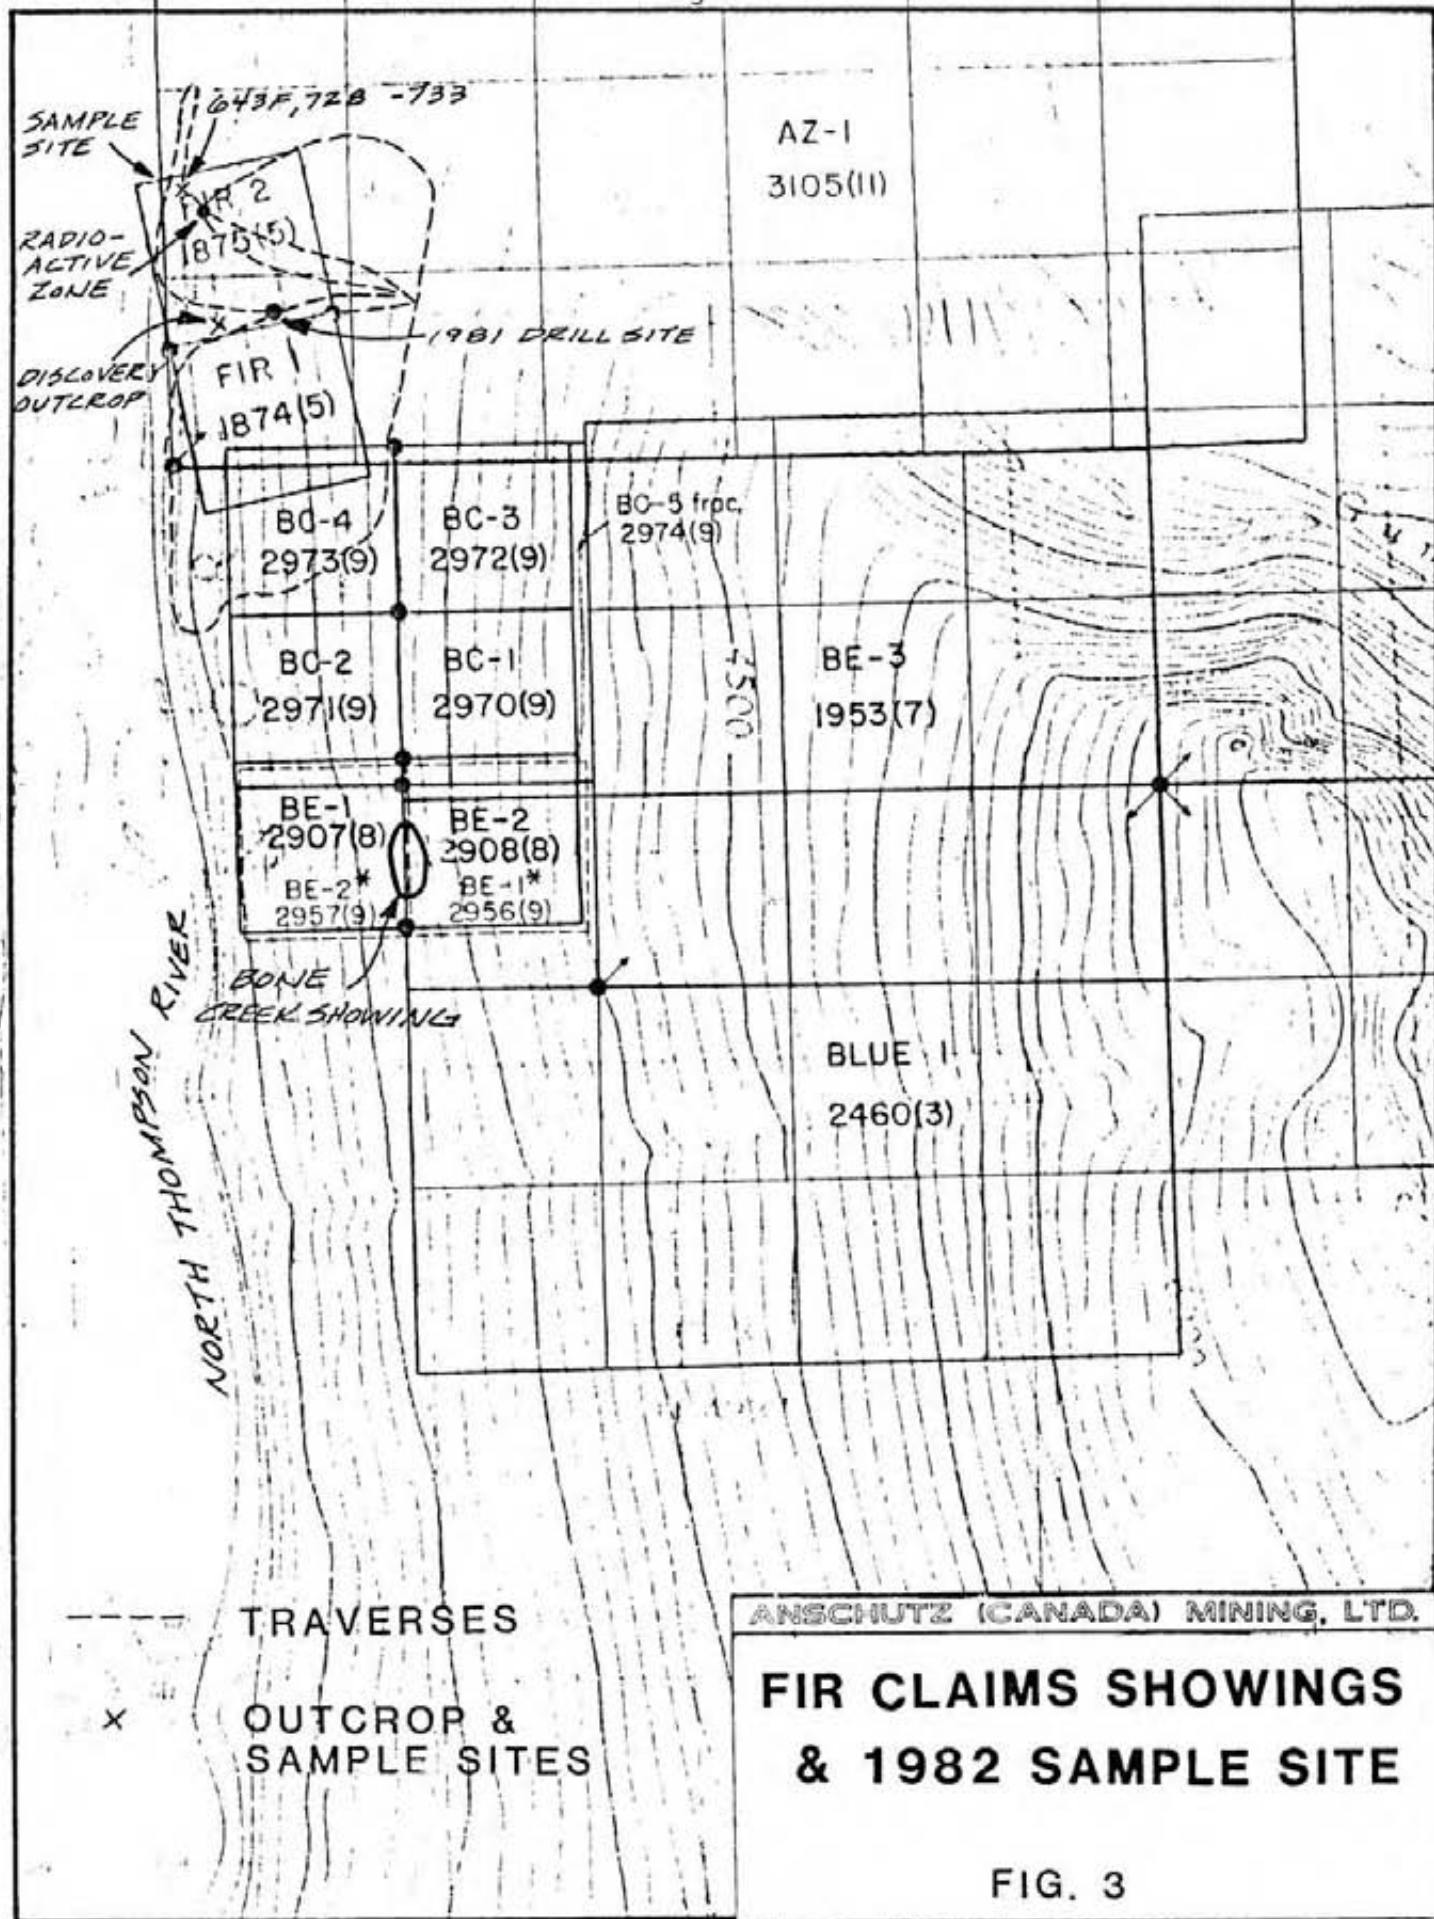 643F, 728 -733
SAMPLE
SITE
AZ-1
3105(11)
FIR 2
1875(5)
RADIO-
ACTIVE
ZONE
1981 DRILL SITE
DISCOVERY
OUTCROP
FIR 1
1874(5)
BC-4
2973(9)
BC-3
2972(9)
BC-5 frac.
2974(9)
BC-2
2971(9)
BC-1
2970(9)
4500
BE-3
1953(7)
BE-1
2907(8)
BE-2*
2957(9)
BE-2
2908(8)
BE-1*
2956(9)
BONE
CREEK SHOWING
NORTH THOMPSON RIVER
BLUE 1
2460(3)
TRAVERSES
x
OUTCROP &
SAMPLE SITES
ANSCHUTZ (CANADA) MINING, LTD.
FIR CLAIMS SHOWINGS
& 1982 SAMPLE SITE
FIG. 3